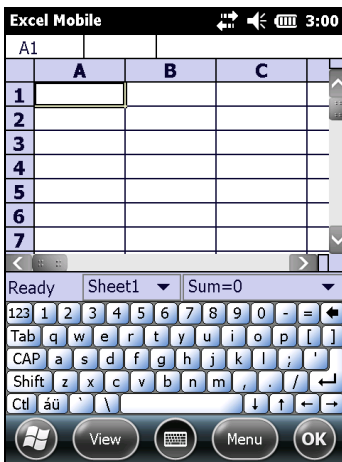 Excel Mobile 3:00
A1
A B C
1
2
3
4
5
6
7
Ready Sheet1 Sum=0
123 1 2 3 4 5 6 7 8 9 0 - =
Tab q w e r t y u i o p [ ]
CAP a s d f g h j k l ; '
Shift z x c v b n m , . /
Ctl áü ` \
View Menu OK